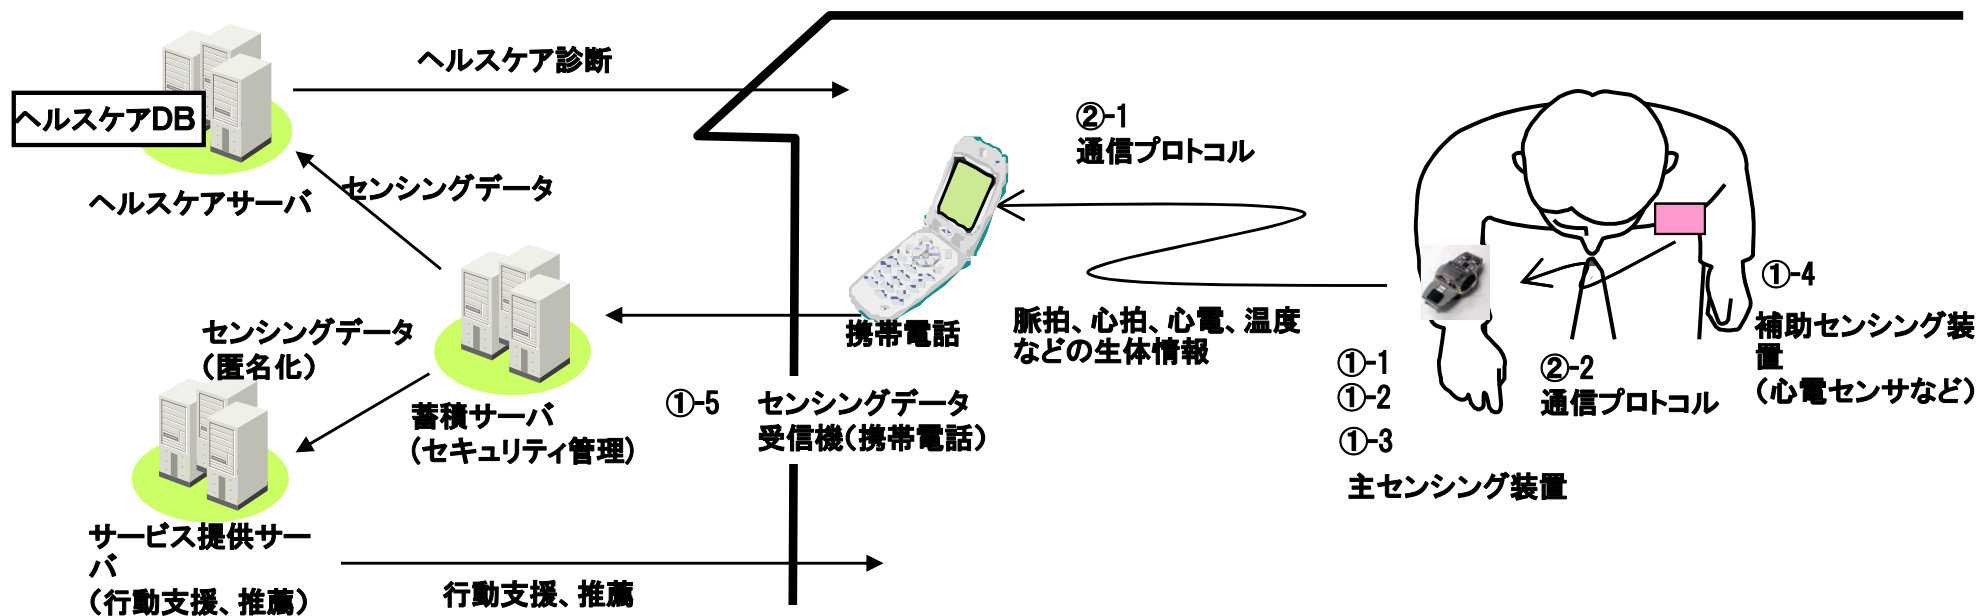 ヘルスケア診断
ヘルスケアDB
ヘルスケアサーバ
センシングデータ
センシングデータ
（匿名化）
蓄積サーバ
（セキュリティ管理）
サービス提供サー
バ
（行動支援、推薦）
行動支援、推薦
①-5
センシングデータ
受信機（携帯電話）
携帯電話
②-1
通信プロトコル
脈拍、心拍、心電、温度
などの生体情報
①-1
①-2
①-3
主センシング装置
②-2
通信プロトコル
①-4
補助センシング装
置
（心電センサなど）